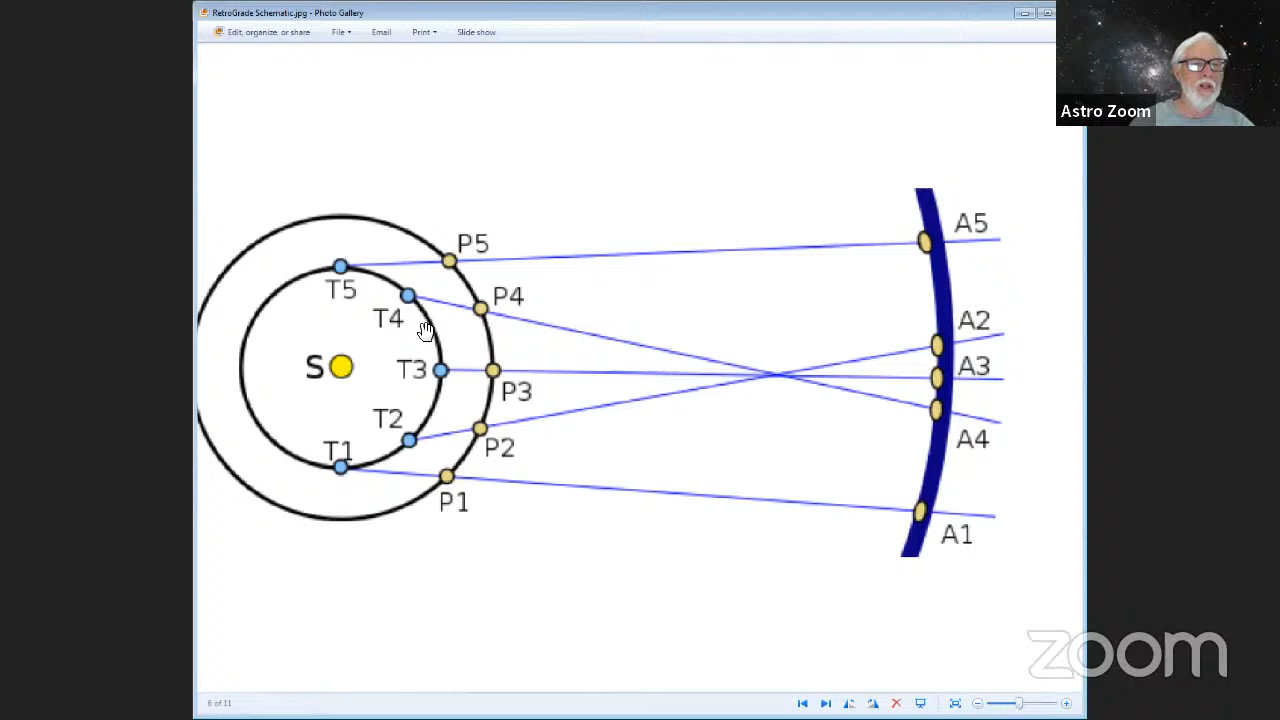 RetroGrade Schematic.jpg - Photo Gallery
Edit, organize, or share File Email Print Slide show
Astro Zoom
A5
P5
T5
P4
T4
A2
S
T3
A3
P3
T2
A4
P2
T1
P1
A1
zoom
6 of 11